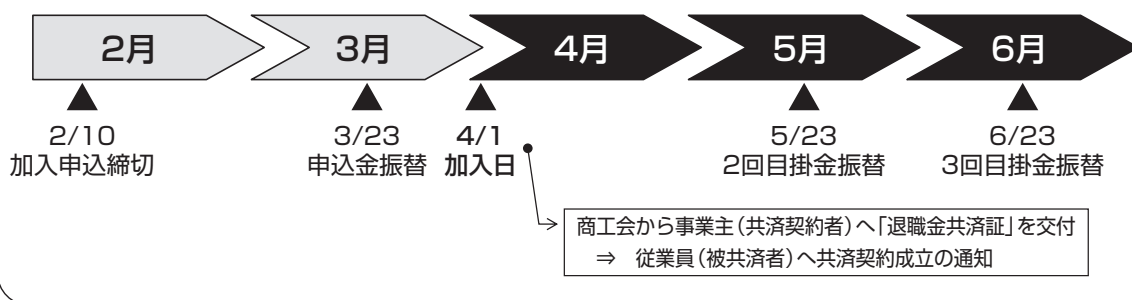 2月
3月
4月
5月
6月
2/10
加入申込締切
3/23
申込金振替
4/1
加入日
5/23
2回目掛金振替
6/23
3回目掛金振替
商工会から事業主（共済契約者）へ「退職金共済証」を交付
⇒ 従業員（被共済者）へ共済契約成立の通知